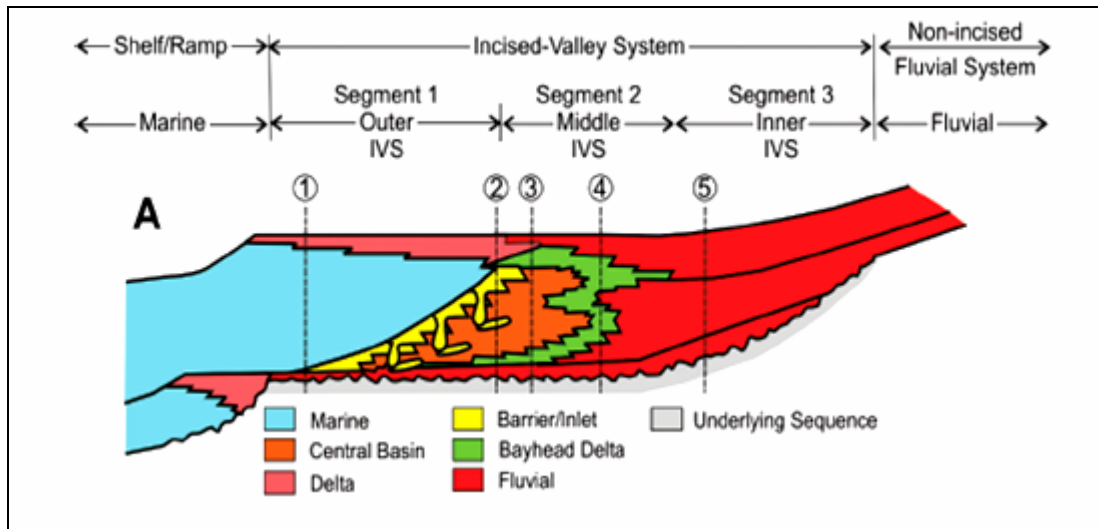 Shelf/Ramp
Incised-Valley System
Non-incised
Fluvial System
Segment 1
Segment 2
Segment 3
Marine
Outer
Middle
Inner
Fluvial
IVS
IVS
IVS
1
2
3
4
5
A
Marine
Barrier/Inlet
Underlying Sequence
Central Basin
Bayhead Delta
Delta
Fluvial